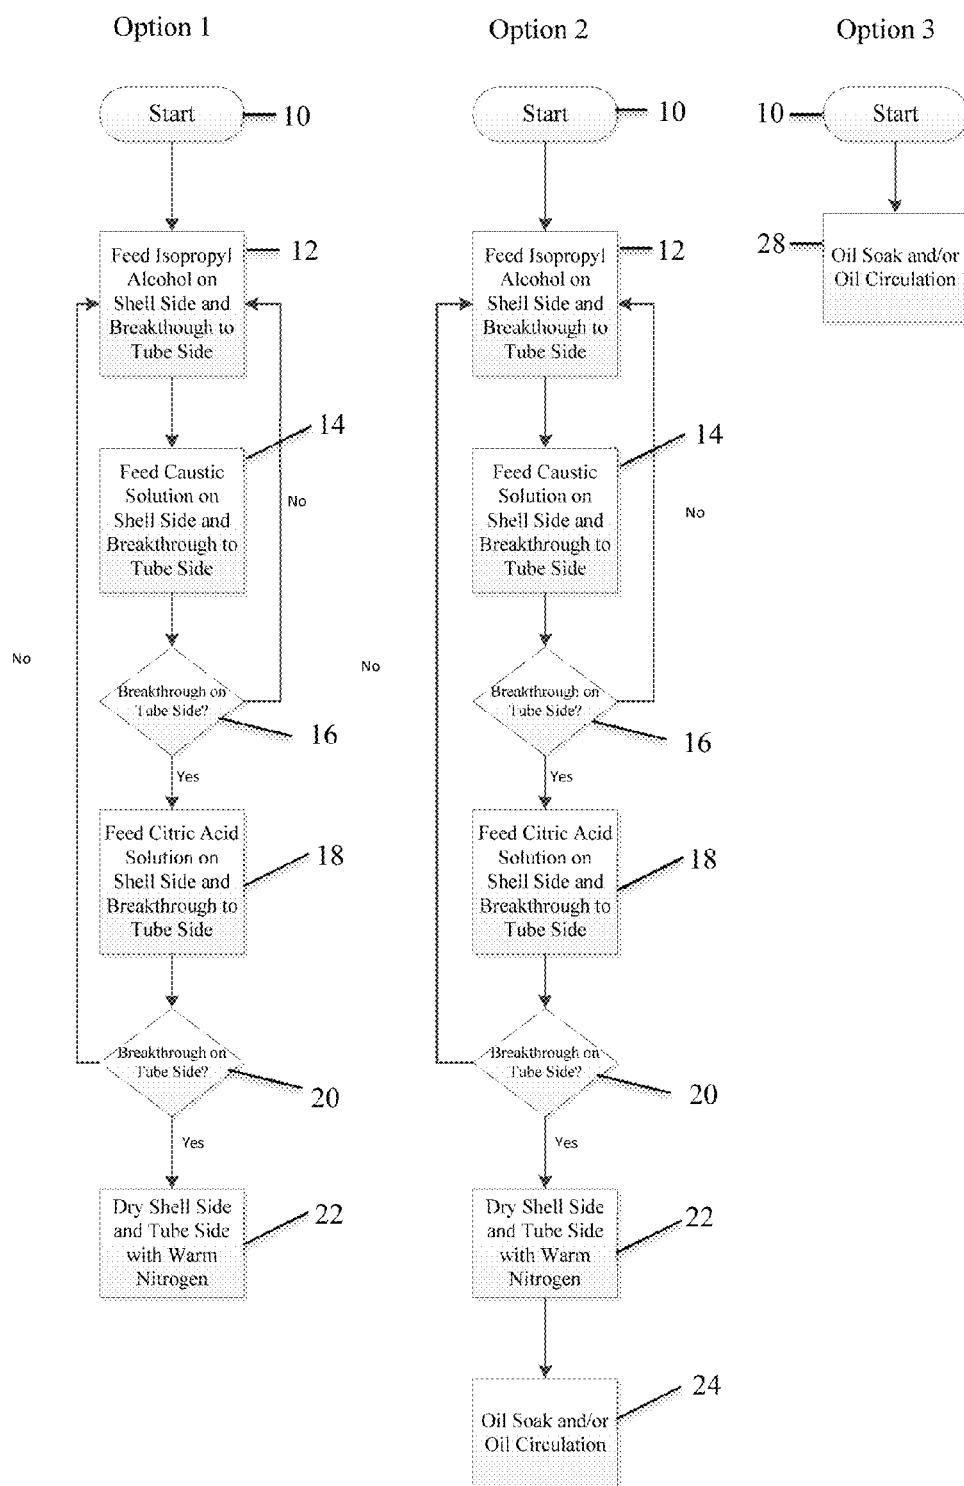 Option 1
Start
10
Feed Isopropyl
Alcohol on
Shell Side and
Breakthough to
Tube Side
12
Feed Caustic
Solution on
Shell Side and
Breakthrough to
Tube Side
14
No
No
Breakthrough on
Tube Side?
16
Yes
Feed Citric Acid
Solution on
Shell Side and
Breakthrough to
Tube Side
18
Breakthrough on
Tube Side?
20
Yes
Dry Shell Side
and Tube Side
with Warm
Nitrogen
22
Option 2
Start
10
Feed Isopropyl
Alcohol on
Shell Side and
Breakthough to
Tube Side
12
Feed Caustic
Solution on
Shell Side and
Breakthrough to
Tube Side
14
No
No
Breakthrough on
Tube Side?
16
Yes
Feed Citric Acid
Solution on
Shell Side and
Breakthrough to
Tube Side
18
Breakthrough on
Tube Side?
20
Yes
Dry Shell Side
and Tube Side
with Warm
Nitrogen
22
Oil Soak and/or
Oil Circulation
24
Option 3
10
Start
28
Oil Soak and/or
Oil Circulation